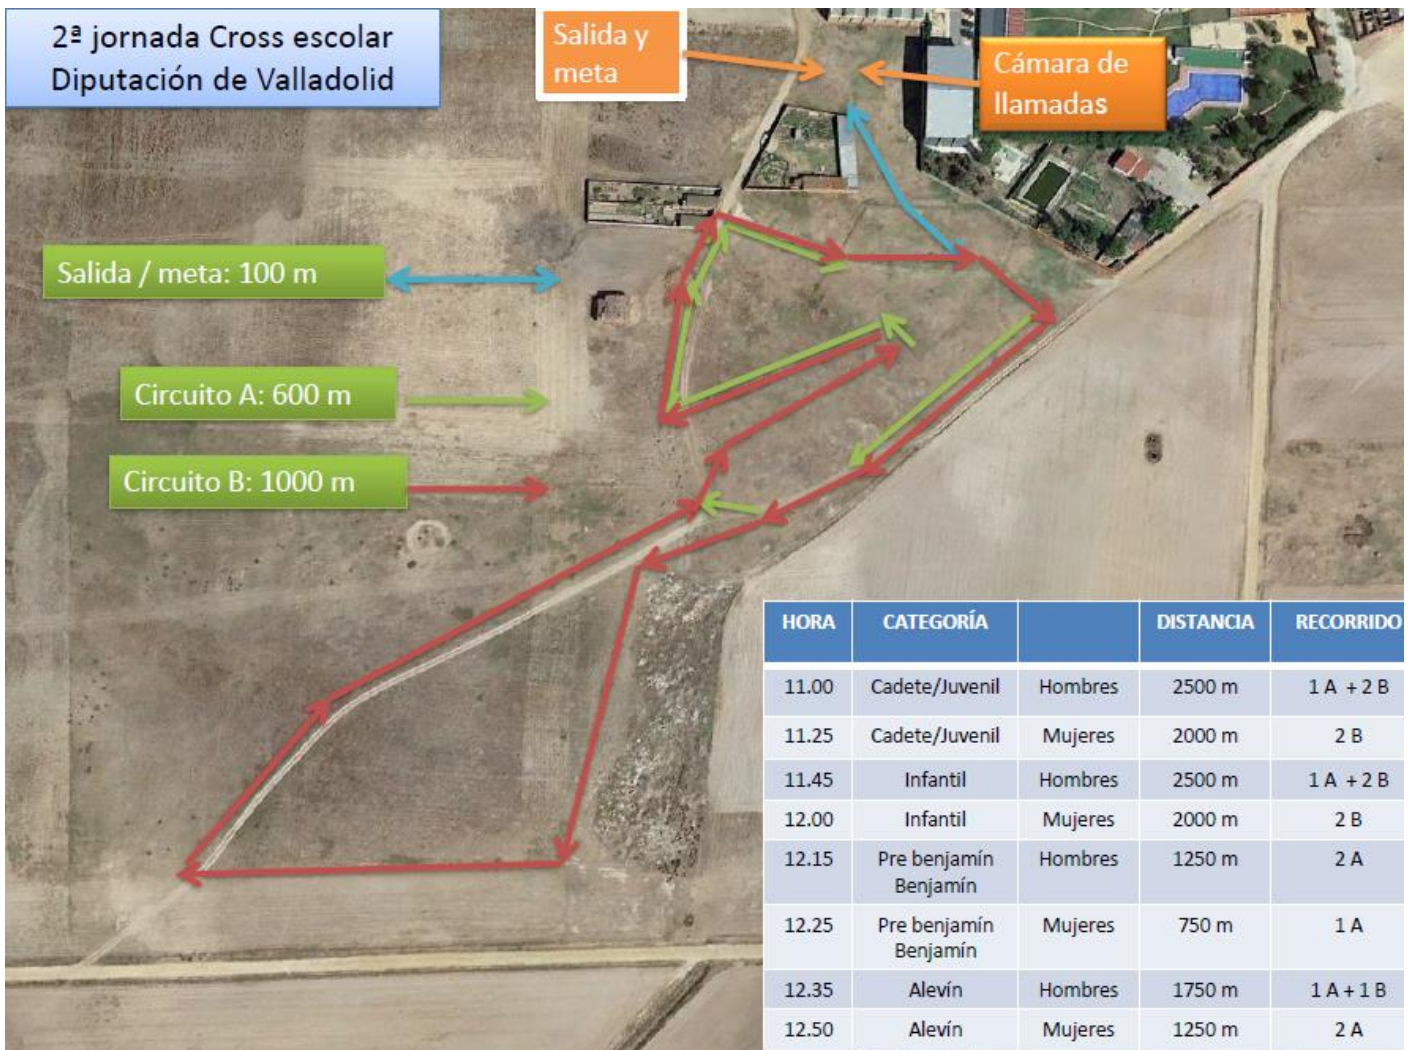 2ª jornada Cross escolar
Diputación de Valladolid
Salida y
meta
Cámara de
llamadas
Salida / meta: 100 m
Circuito A: 600 m
Circuito B: 1000 m
HORA CATEGORÍA DISTANCIA RECORRIDO
11.00 Cadete/Juvenil Hombres 2500 m 1 A + 2 B
11.25 Cadete/Juvenil Mujeres 2000 m 2 B
11.45 Infantil Hombres 2500 m 1 A + 2 B
12.00 Infantil Mujeres 2000 m 2 B
12.15 Pre benjamín Hombres 1250 m 2 A
Benjamín
12.25 Pre benjamín Mujeres 750 m 1 A
Benjamín
12.35 Alevín Hombres 1750 m 1 A + 1 B
12.50 Alevín Mujeres 1250 m 2 A